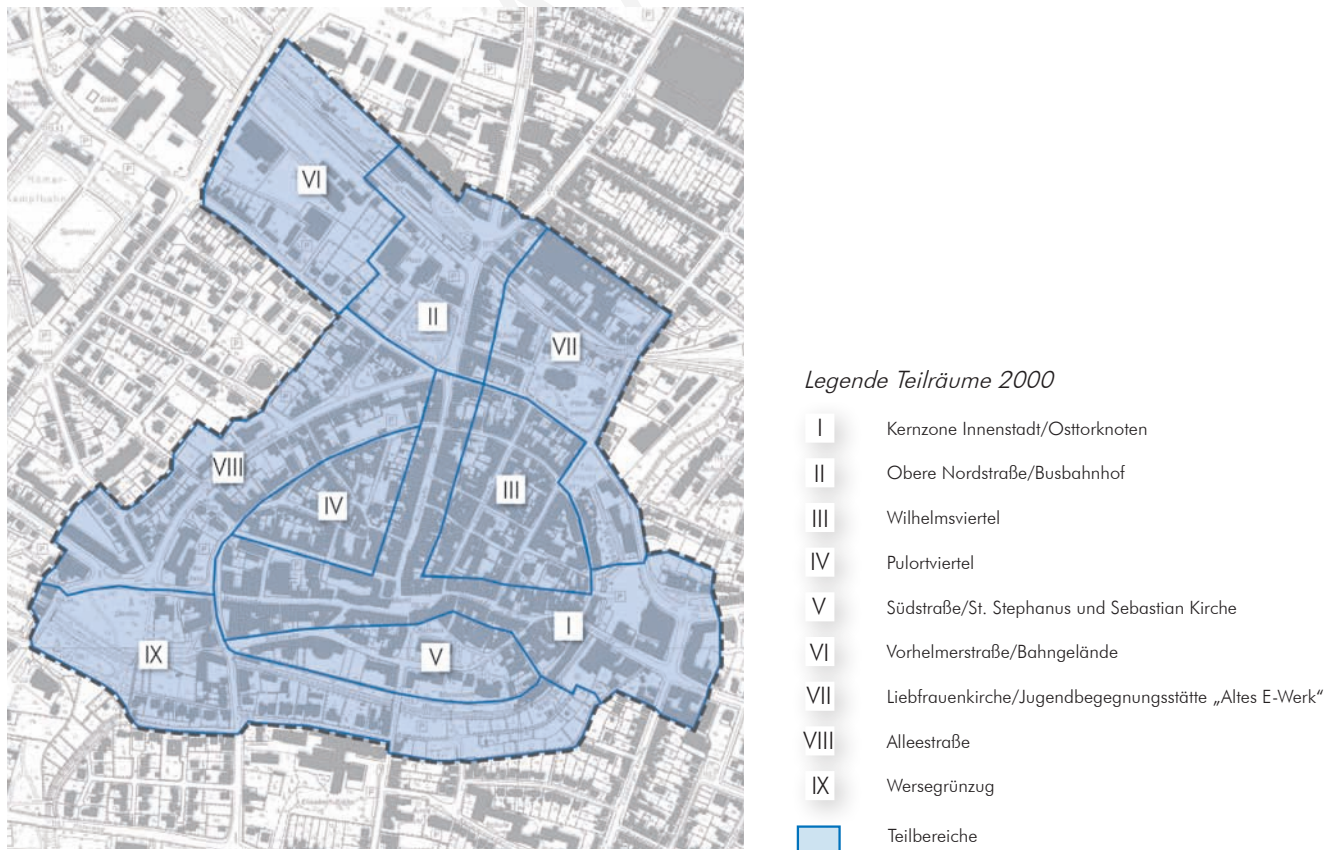 VI
II
VII
VIII
IV
III
I
V
IX
Legende Teilräume 2000
I Kernzone Innenstadt/Osttorknoten
II Obere Nordstraße/Busbahnhof
III Wilhelmsviertel
IV Pulortviertel
V Südstraße/St. Stephanus und Sebastian Kirche
VI Vorhelmerstraße/Bahngelände
VII Liebfrauenkirche/Jugendbegegnungsstätte „Altes E-Werk“
VIII Alleestraße
IX Wersegrünzug
Teilbereiche